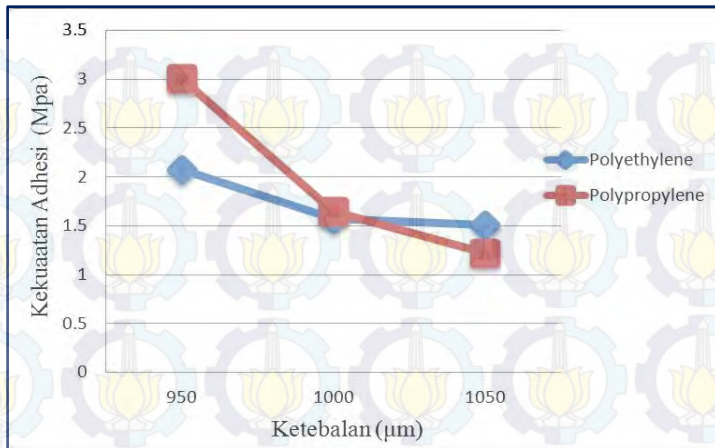 3.5
3
2.5
2
1.5
1
0.5
0
Kekuaatan Adhesi (Mpa)
Polyethylene
Polypropylene
950 1000 1050
Ketebalan (μm)